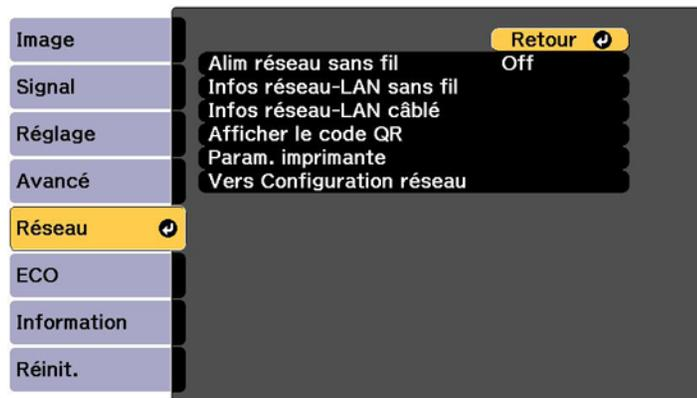 Image
Signal
Réglage
Avancé
Réseau
ECO
Information
Réinit.
Retour
Alim réseau sans fil Off
Infos réseau-LAN sans fil
Infos réseau-LAN câblé
Afficher le code QR
Param. imprimante
Vers Configuration réseau